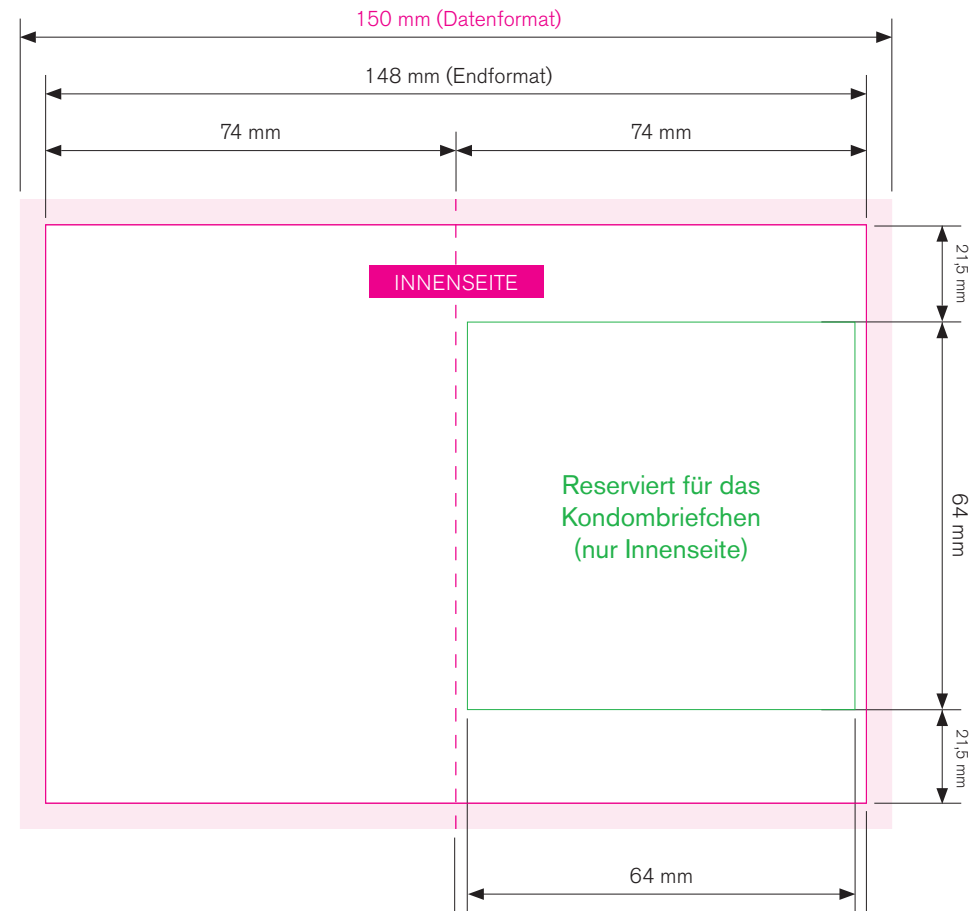 150 mm (Datenformat)
148 mm (Endformat)
74 mm
74 mm
21,5 mm
INNENSEITE
Reserviert für das
Kondombriefchen
(nur Innenseite)
64 mm
21,5 mm
64 mm